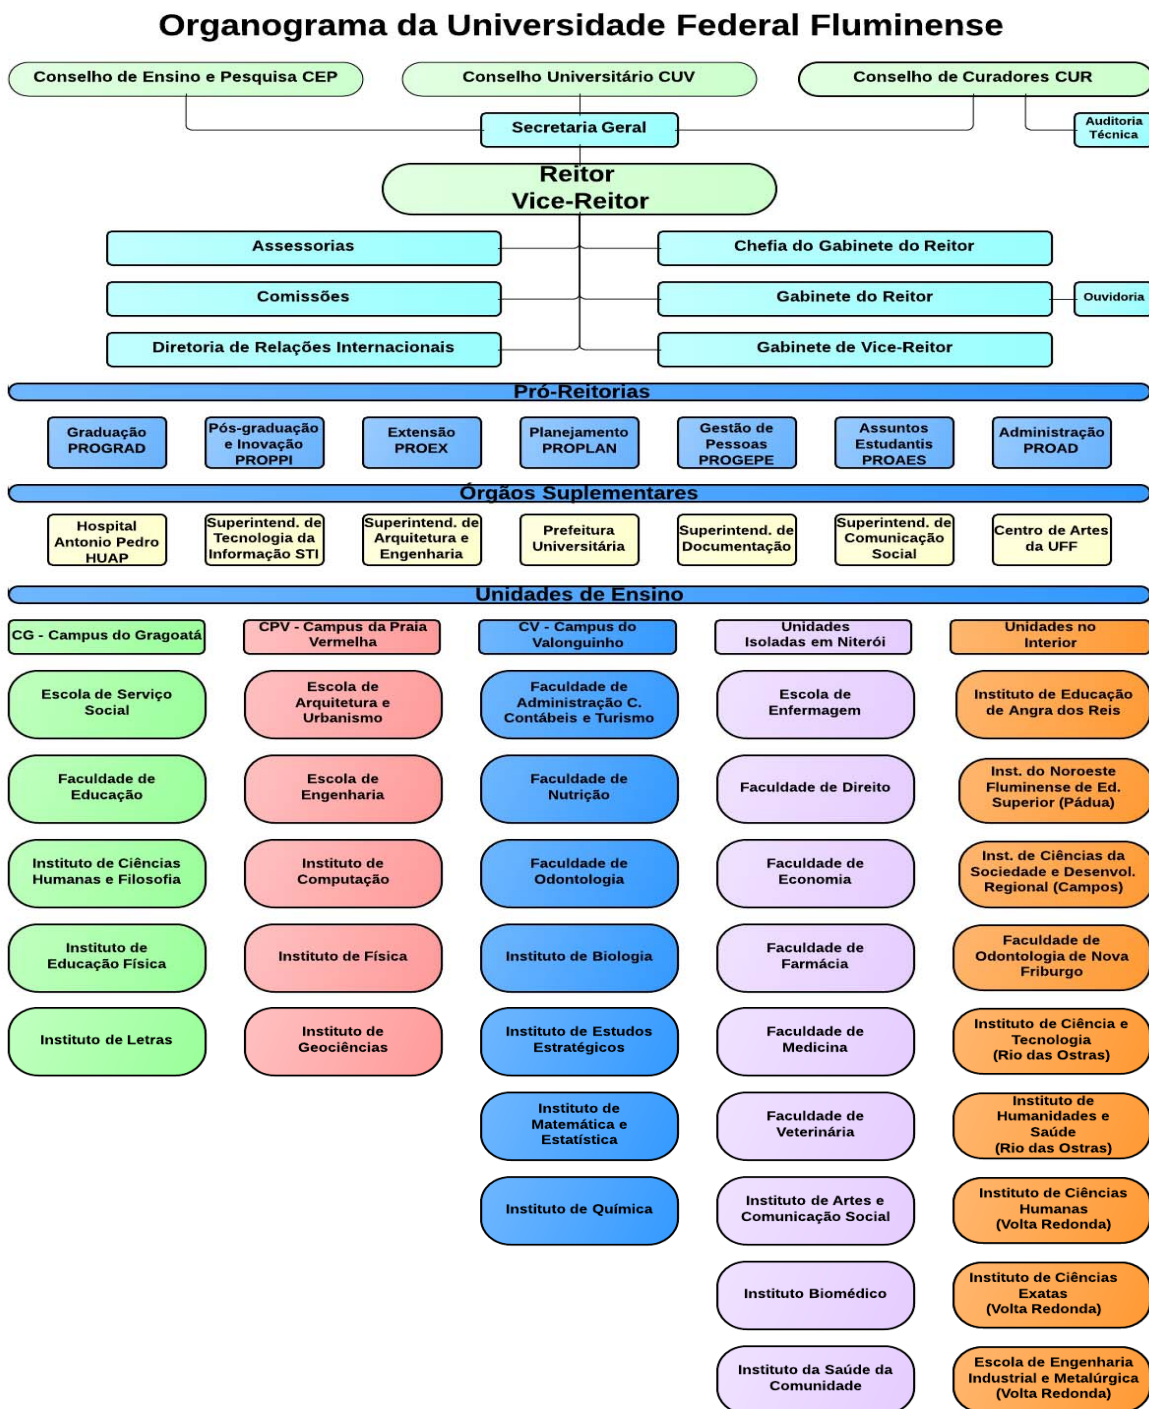 Organograma da Universidade Federal Fluminense
Conselho de Ensino e Pesquisa CEP
Conselho Universitário CUV
Conselho de Curadores CUR
Secretaria Geral
Auditoria
Técnica
Reitor
Vice-Reitor
Assessorias
Chefia do Gabinete do Reitor
Comissões
Gabinete do Reitor
Ouvidoria
Diretoria de Relações Internacionais
Gabinete de Vice-Reitor
Pró-Reitorias
Graduação
PROGRAD
Pós-graduação
e Inovação
PROPPI
Extensão
PROEX
Planejamento
PROPLAN
Gestão de
Pessoas
PROGEPE
Assuntos
Estudantis
PROAES
Administração
PROAD
Órgãos Suplementares
Hospital
Antonio Pedro
HUAP
Superintend. de
Tecnologia da
Informação STI
Superintend. de
Arquitetura e
Engenharia
Prefeitura
Universitária
Superintend. de
Documentação
Superintend. de
Comunicação
Social
Centro de Artes
da UFF
Unidades de Ensino
CG - Campus do Gragoatá
CPV - Campus da Praia
Vermelha
CV - Campus do
Valonguinho
Unidades
Isoladas em Niterói
Unidades no
Interior
Escola de Serviço
Social
Escola de
Arquitetura e
Urbanismo
Faculdade de
Administração C.
Contábeis e Turismo
Escola de
Enfermagem
Instituto de Educação
de Angra dos Reis
Faculdade de
Educação
Escola de
Engenharia
Faculdade de
Nutrição
Faculdade de Direito
Inst. do Noroeste
Fluminense de Ed.
Superior (Pádua)
Instituto de Ciências
Humanas e Filosofia
Instituto de
Computação
Faculdade de
Odontologia
Faculdade de
Economia
Inst. de Ciências da
Sociedade e Desenvol.
Regional (Campos)
Instituto de
Educação Física
Instituto de Física
Instituto de Biologia
Faculdade de
Farmácia
Faculdade de
Odontologia de Nova
Friburgo
Instituto de Letras
Instituto de
Geociências
Instituto de Estudos
Estratégicos
Faculdade de
Medicina
Instituto de Ciência e
Tecnologia
(Rio das Ostras)
Instituto de
Matemática e
Estatística
Faculdade de
Veterinária
Instituto de
Humanidades e
Saúde
(Rio das Ostras)
Instituto de Química
Instituto de Artes e
Comunicação Social
Instituto de Ciências
Humanas
(Volta Redonda)
Instituto Biomédico
Instituto de Ciências
Exatas
(Volta Redonda)
Instituto da Saúde da
Comunidade
Escola de Engenharia
Industrial e Metalúrgica
(Volta Redonda)